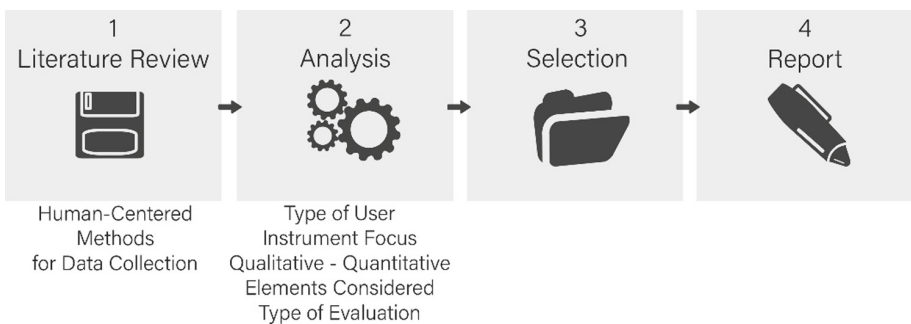 1
Literature Review
2
Analysis
3
Selection
4
Report
Human-Centered
Methods
for Data Collection
Type of User
Instrument Focus
Qualitative - Quantitative
Elements Considered
Type of Evaluation